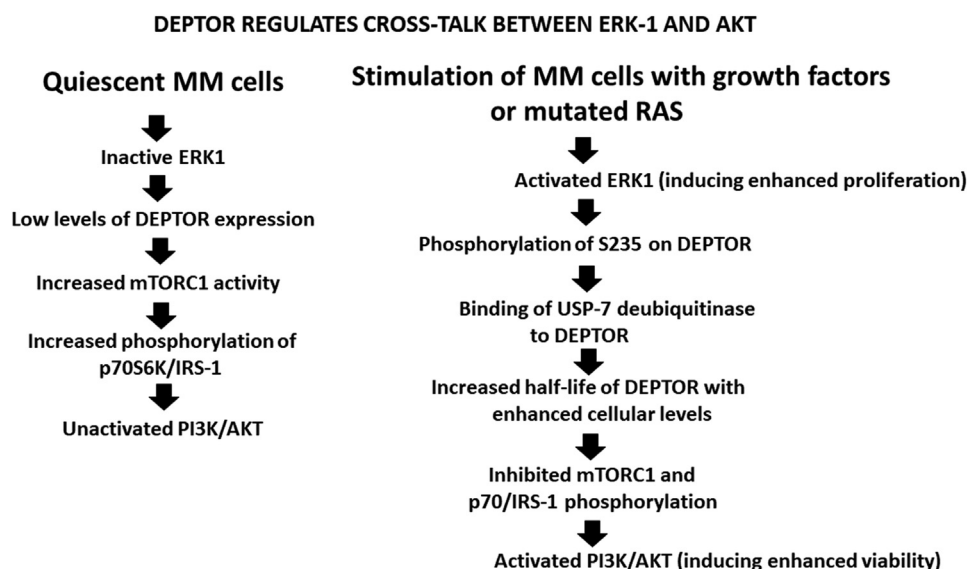 DEPTOR REGULATES CROSS-TALK BETWEEN ERK-1 AND AKT
Quiescent MM cells
Inactive ERK1
Low levels of DEPTOR expression
Increased mTORC1 activity
Increased phosphorylation of
p70S6K/IRS-1
Unactivated PI3K/AKT
Stimulation of MM cells with growth factors
or mutated RAS
Activated ERK1 (inducing enhanced proliferation)
Phosphorylation of S235 on DEPTOR
Binding of USP-7 deubiquitinase
to DEPTOR
Increased half-life of DEPTOR with
enhanced cellular levels
Inhibited mTORC1 and
p70/IRS-1 phosphorylation
Activated PI3K/AKT (inducing enhanced viability)